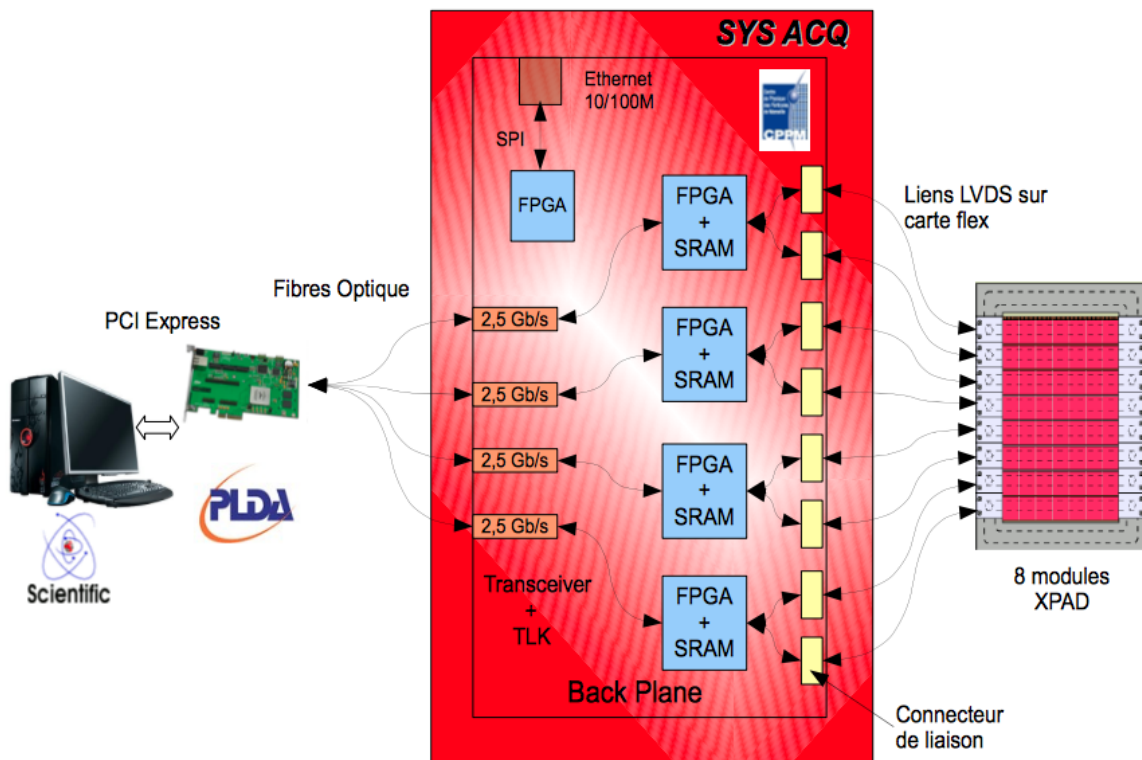 SYS ACQ
Ethernet
10/100M
SPI
CPPM
FPGA
FPGA
+
SRAM
Liens LVDS sur
carte flex
Fibres Optique
PCI Express
2,5 Gb/s
FPGA
+
SRAM
2,5 Gb/s
2,5 Gb/s
FPGA
+
SRAM
PLDA
2,5 Gb/s
Scientific
Transceiver
+
TLK
FPGA
+
SRAM
8 modules
XPAD
Back Plane
Connecteur
de liaison